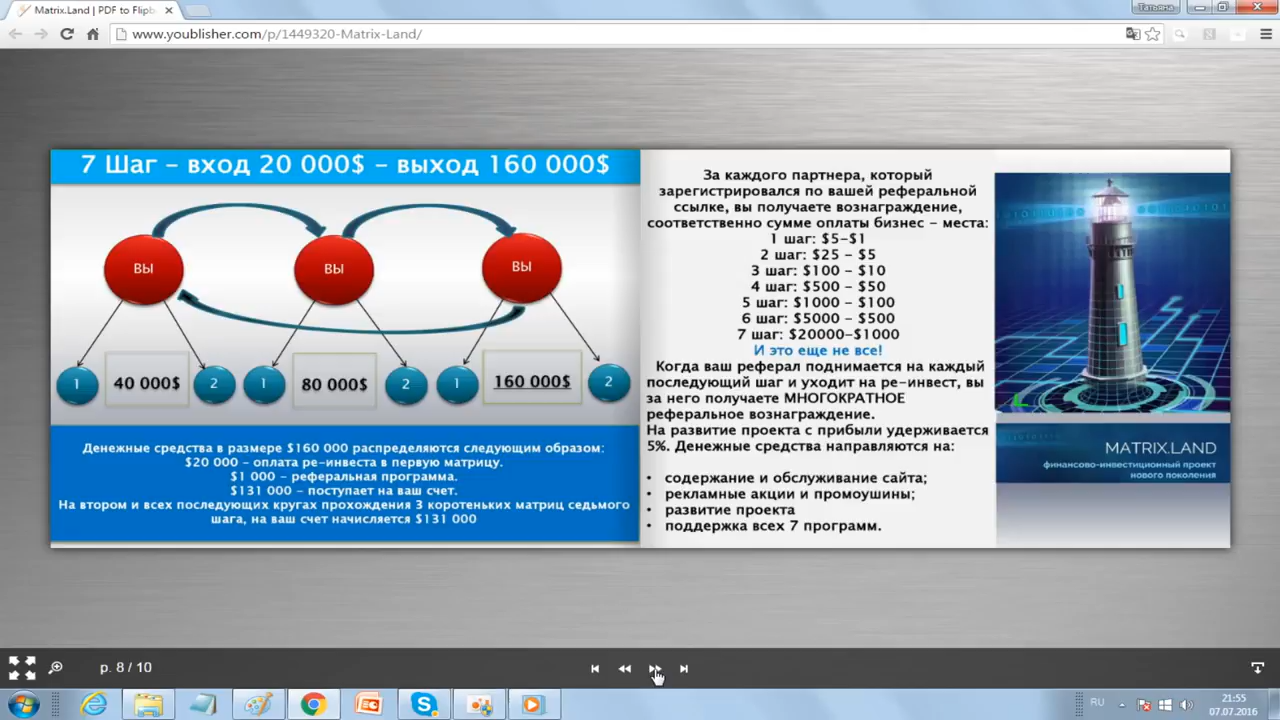 Matrix.Land | PDF to Flipb
Татьяна
www.youblisher.com/p/1449320-Matrix-Land/
7 Шаг – вход 20 000$ – выход 160 000$
ВЫ
ВЫ
ВЫ
1
40 000$
2
1
80 000$
2
1
160 000$
2
Денежные средства в размере $160 000 распределяются следующим образом:
$20 000 – оплата ре-инвеста в первую матрицу.
$1 000 – реферальная программа.
$131 000 – поступает на ваш счет.
На втором и всех последующих кругах прохождения 3 коротеньких матриц седьмого
шага, на ваш счет начисляется $131 000
За каждого партнера, который
зарегистрировался по вашей реферальной
ссылке, вы получаете вознаграждение,
соответственно сумме оплаты бизнес – места:
1 шаг: $5–$1
2 шаг: $25 – $5
3 шаг: $100 – $10
4 шаг: $500 – $50
5 шаг: $1000 – $100
6 шаг: $5000 – $500
7 шаг: $20000–$1000
И это еще не все!
Когда ваш реферал поднимается на каждый
последующий шаг и уходит на ре-инвест, вы
за него получаете МНОГОКРАТНОЕ
реферальное вознаграждение.
На развитие проекта с прибыли удерживается
5%. Денежные средства направляются на:
• содержание и обслуживание сайта;
• рекламные акции и промоушины;
• развитие проекта
• поддержка всех 7 программ.
MATRIX.LAND
финансово-инвестиционный проект
нового поколения
p. 8 / 10
RU
21:55
07.07.2016